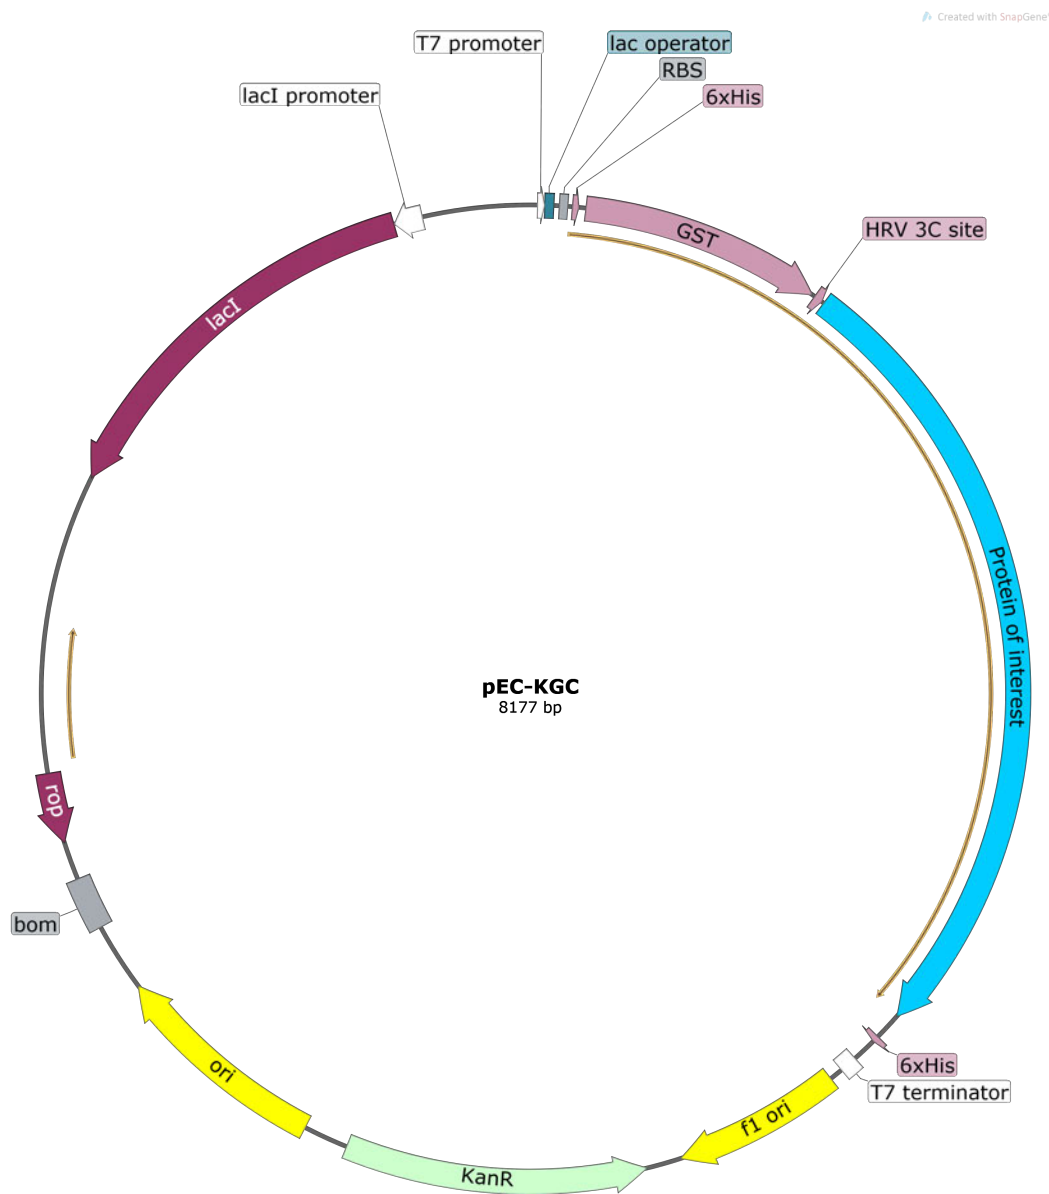 Created with SnapGene®
T7 promoter
lac operator
RBS
6xHis
lacI promoter
GST
HRV 3C site
lacI
Protein of interest
pEC-KGC
8177 bp
rop
bom
ori
6xHis
T7 terminator
f1 ori
KanR